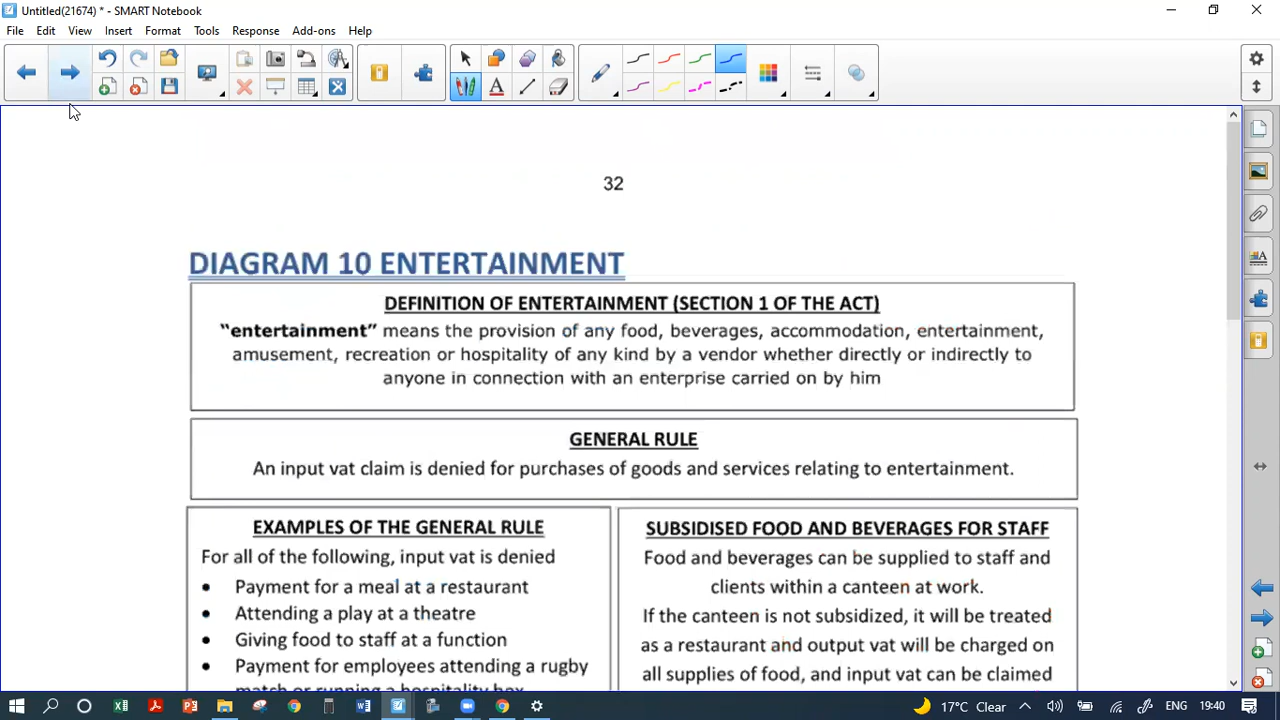 Untitled(21674) * - SMART Notebook
File Edit View Insert Format Tools Response Add-ons Help
32
DIAGRAM 10 ENTERTAINMENT
DEFINITION OF ENTERTAINMENT (SECTION 1 OF THE ACT)
“entertainment” means the provision of any food, beverages, accommodation, entertainment,
amusement, recreation or hospitality of any kind by a vendor whether directly or indirectly to
anyone in connection with an enterprise carried on by him
GENERAL RULE
An input vat claim is denied for purchases of goods and services relating to entertainment.
EXAMPLES OF THE GENERAL RULE
For all of the following, input vat is denied
• Payment for a meal at a restaurant
• Attending a play at a theatre
• Giving food to staff at a function
• Payment for employees attending a rugby
match or running a hospitality box
SUBSIDISED FOOD AND BEVERAGES FOR STAFF
Food and beverages can be supplied to staff and
clients within a canteen at work.
If the canteen is not subsidized, it will be treated
as a restaurant and output vat will be charged on
all supplies of food, and input vat can be claimed
17°C Clear
ENG
19:40